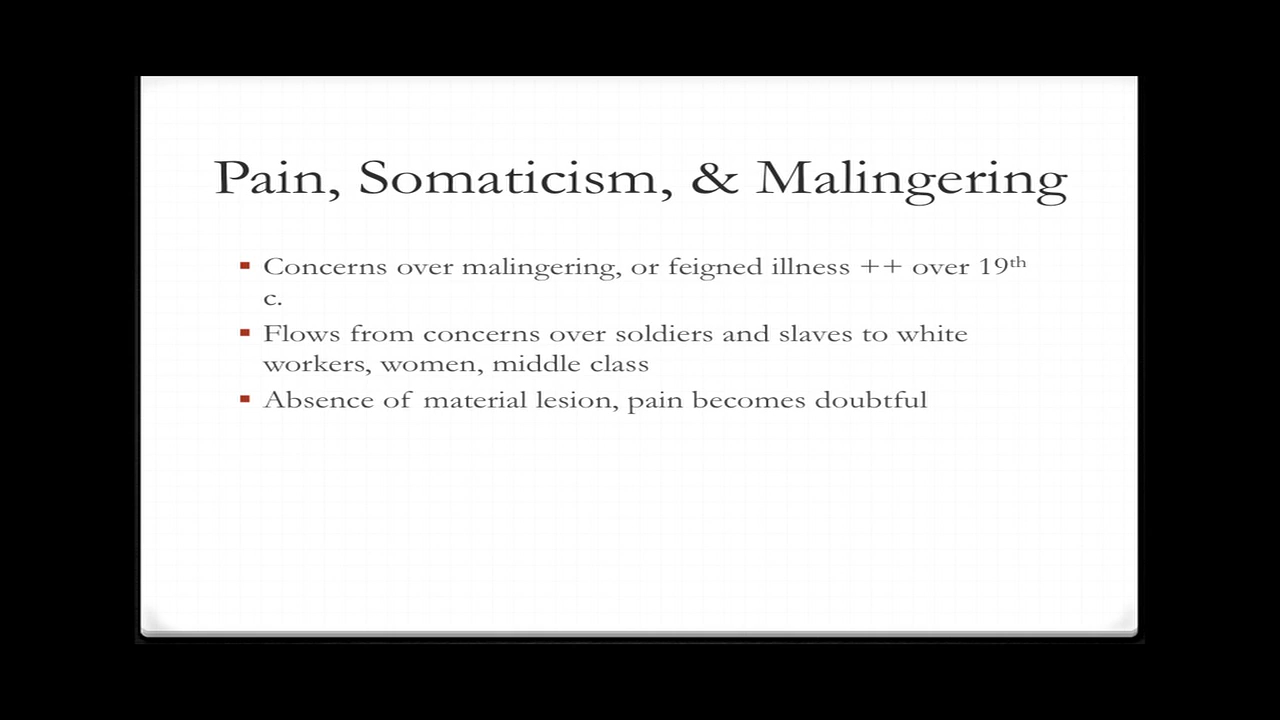 Pain, Somaticism, & Malingering
▪ Concerns over malingering, or feigned illness ++ over 19th
c.
▪ Flows from concerns over soldiers and slaves to white
workers, women, middle class
▪ Absence of material lesion, pain becomes doubtful